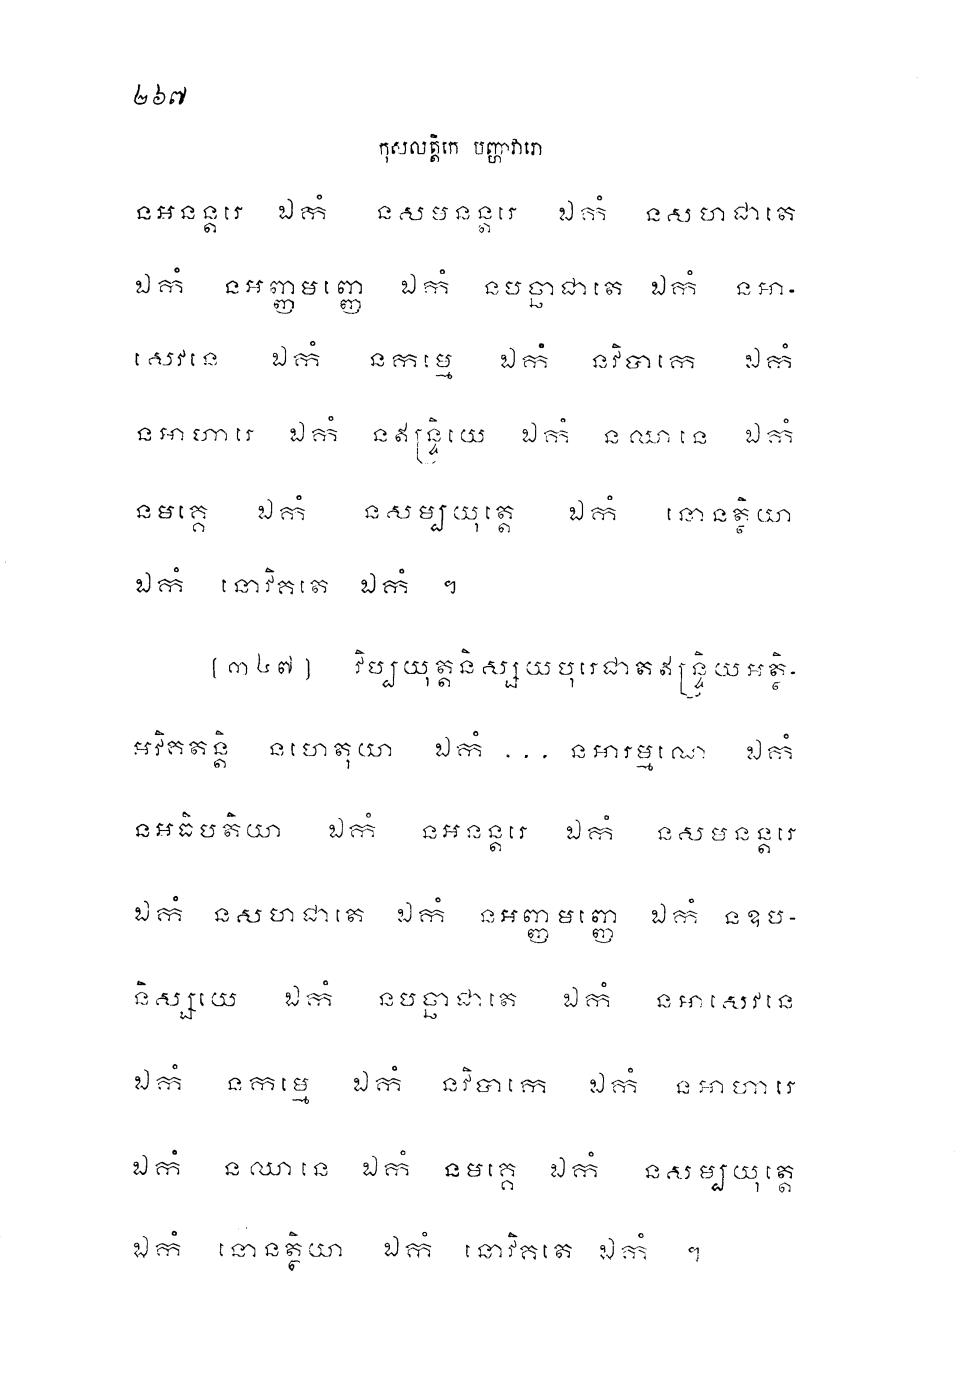 ២៦៧
កុសលត្តិកេ បញ្ហាវារោ
នអនន្តរេ ឯកំ នសមនន្តរេ ឯកំ នសហជាតេ
ឯកំ នអញ្ញមញ្ញេ ឯកំ នបច្ឆាជាតេ ឯកំ នអា-
សេវនេ ឯកំ នកម្មេ ឯកំ នវិបាកេ ឯកំ
នអាហារេ ឯកំ នឥន្ទ្រិយេ ឯកំ នឈានេ ឯកំ
នមគ្គេ ឯកំ នសម្បយុត្តេ ឯកំ នោនត្ថិយា
ឯកំ នោវិគតេ ឯកំ ។
[៣៤៧] វិប្បយុត្តនិស្សយបុរេជាតឥន្ទ្រិយអត្ថិ-
អវិគតន្តិ នហេតុយា ឯកំ ... នអារម្មណេ ឯកំ
នអធិបតិយា ឯកំ នអនន្តរេ ឯកំ នសមនន្តរេ
ឯកំ នសហជាតេ ឯកំ នអញ្ញមញ្ញេ ឯកំ នឧប-
និស្សយេ ឯកំ នបច្ឆាជាតេ ឯកំ នអាសេវនេ
ឯកំ នកម្មេ ឯកំ នវិបាកេ ឯកំ នអាហារេ
ឯកំ នឈានេ ឯកំ នមគ្គេ ឯកំ នសម្បយុត្តេ
ឯកំ នោនត្ថិយា ឯកំ នោវិគតេ ឯកំ ។